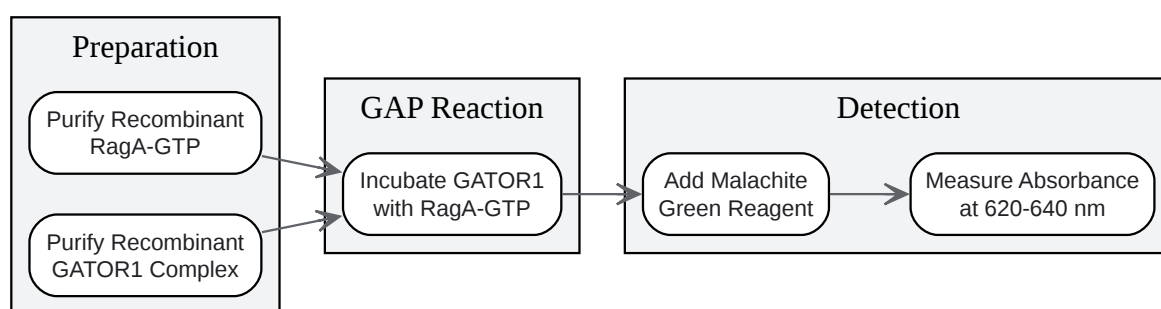 Preparation
Purify Recombinant
RagA-GTP
Purify Recombinant
GATOR1 Complex
GAP Reaction
Incubate GATOR1
with RagA-GTP
Detection
Add Malachite
Green Reagent
Measure Absorbance
at 620-640 nm